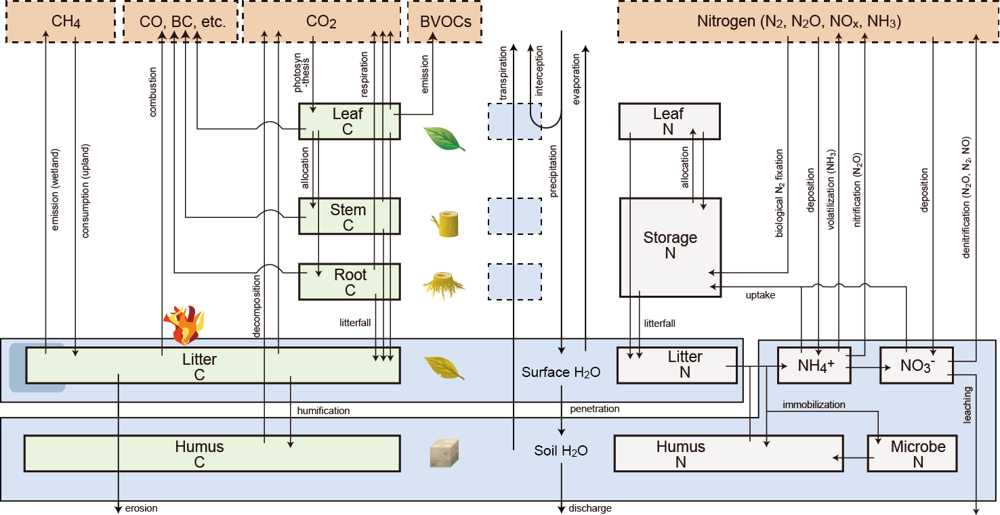 CH₄
CO, BC, etc.
CO₂
BVOCs
Nitrogen (N₂, N₂O, NOₓ, NH₃)
emission (wetland)
consumption (upland)
combustion
decomposition
photosyn
-thesis
respiration
emission
transpiration
interception
evaporation
precipitation
Leaf
C
allocation
Stem
C
Root
C
litterfall
Leaf
N
allocation
Storage
N
litterfall
biological N₂ fixation
deposition
volatilization (NH₃)
nitrification (N₂O)
deposition
denitrification (N₂O, N₂, NO)
uptake
Litter
C
Surface H₂O
Litter
N
NH₄⁺
NO₃⁻
humification
penetration
immobilization
leaching
Humus
C
Soil H₂O
Humus
N
Microbe
N
erosion
discharge